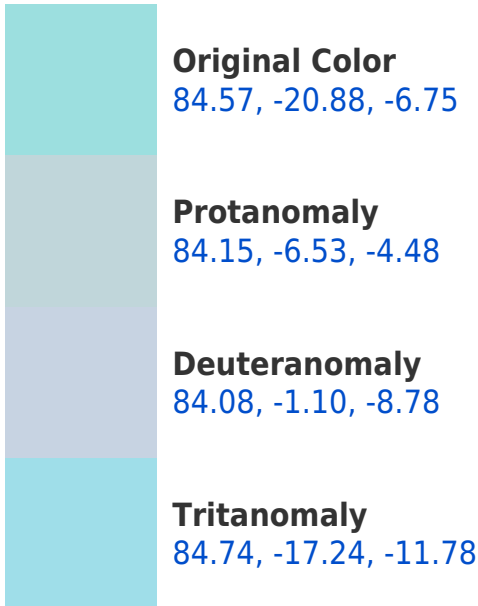 Original Color
84.57, -20.88, -6.75
Protanomaly
84.15, -6.53, -4.48
Deuteranomaly
84.08, -1.10, -8.78
Tritanomaly
84.74, -17.24, -11.78